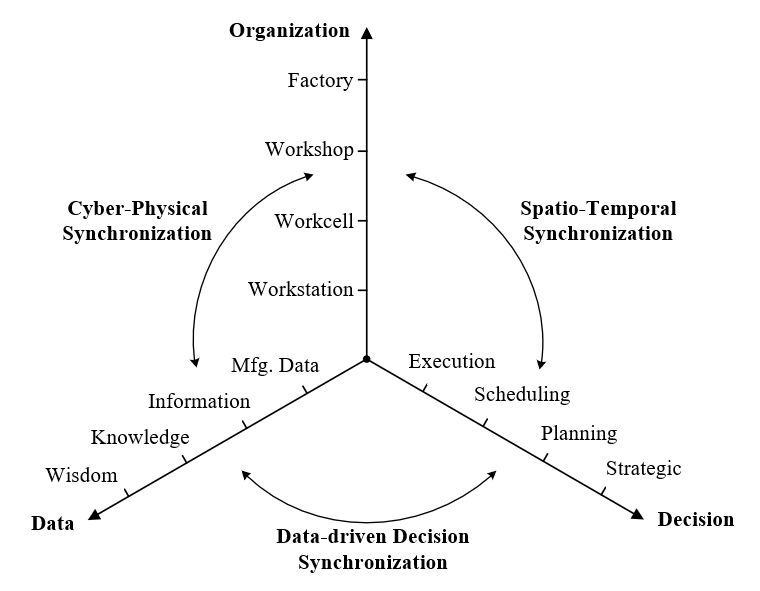 Organization
Factory
Workshop
Cyber-Physical
Synchronization
Spatio-Temporal
Synchronization
Workcell
Workstation
Mfg. Data
Execution
Information
Scheduling
Knowledge
Planning
Wisdom
Strategic
Data
Decision
Data-driven Decision
Synchronization